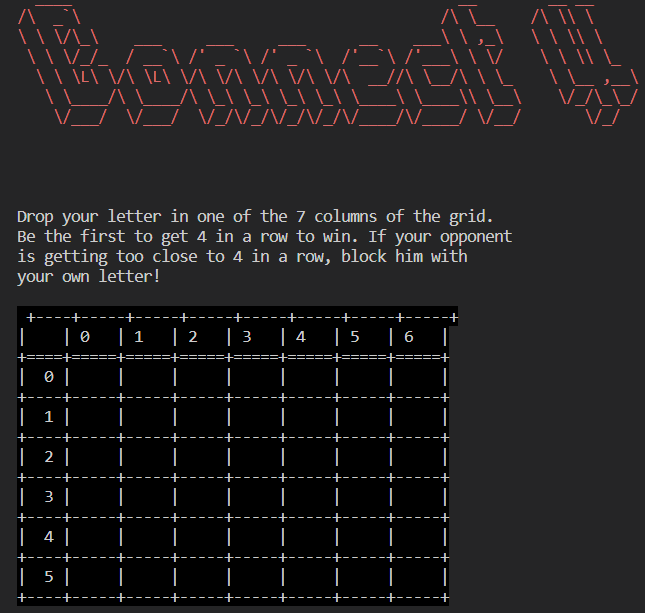 Connect 4
Drop your letter in one of the 7 columns of the grid.
Be the first to get 4 in a row to win. If your opponent
is getting too close to 4 in a row, block him with
your own letter!
0 1 2 3 4 5 6
0
1
2
3
4
5